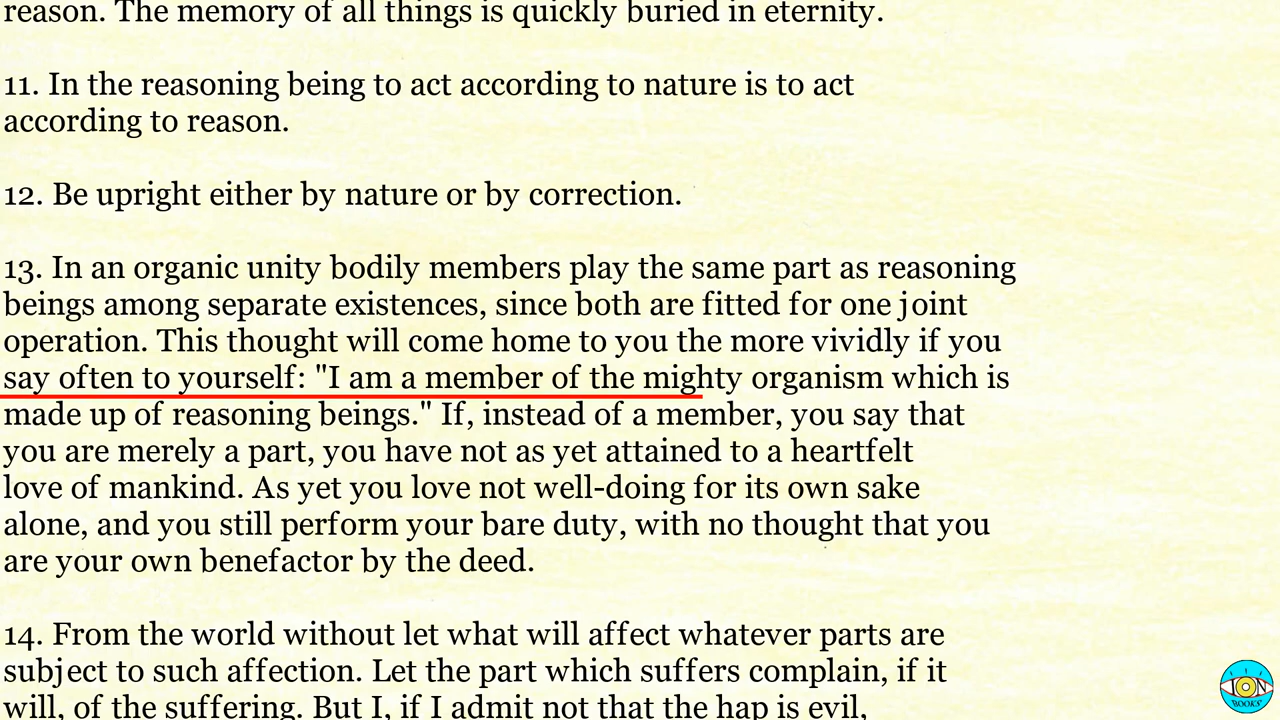 reason. The memory of all things is quickly buried in eternity.
11. In the reasoning being to act according to nature is to act
according to reason.
12. Be upright either by nature or by correction.
13. In an organic unity bodily members play the same part as reasoning
beings among separate existences, since both are fitted for one joint
operation. This thought will come home to you the more vividly if you
say often to yourself: "I am a member of the mighty organism which is
made up of reasoning beings." If, instead of a member, you say that
you are merely a part, you have not as yet attained to a heartfelt
love of mankind. As yet you love not well-doing for its own sake
alone, and you still perform your bare duty, with no thought that you
are your own benefactor by the deed.
14. From the world without let what will affect whatever parts are
subject to such affection. Let the part which suffers complain, if it
will, of the suffering. But I, if I admit not that the hap is evil,
ION
BOOKS